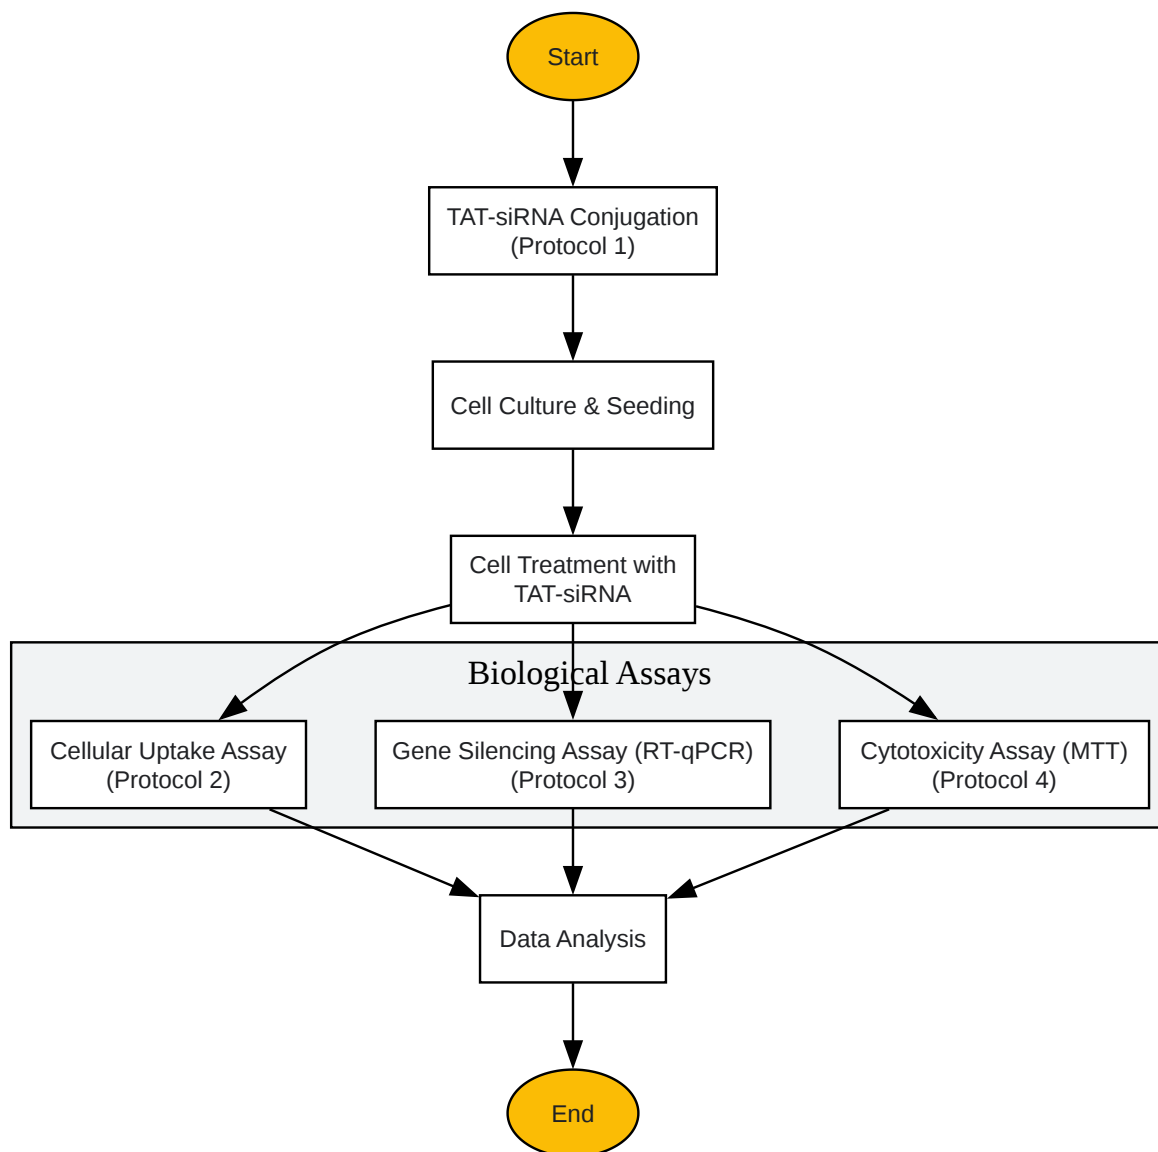 Start
TAT-siRNA Conjugation
(Protocol 1)
Cell Culture & Seeding
Cell Treatment with
TAT-siRNA
Biological Assays
Cellular Uptake Assay
(Protocol 2)
Gene Silencing Assay (RT-qPCR)
(Protocol 3)
Cytotoxicity Assay (MTT)
(Protocol 4)
Data Analysis
End